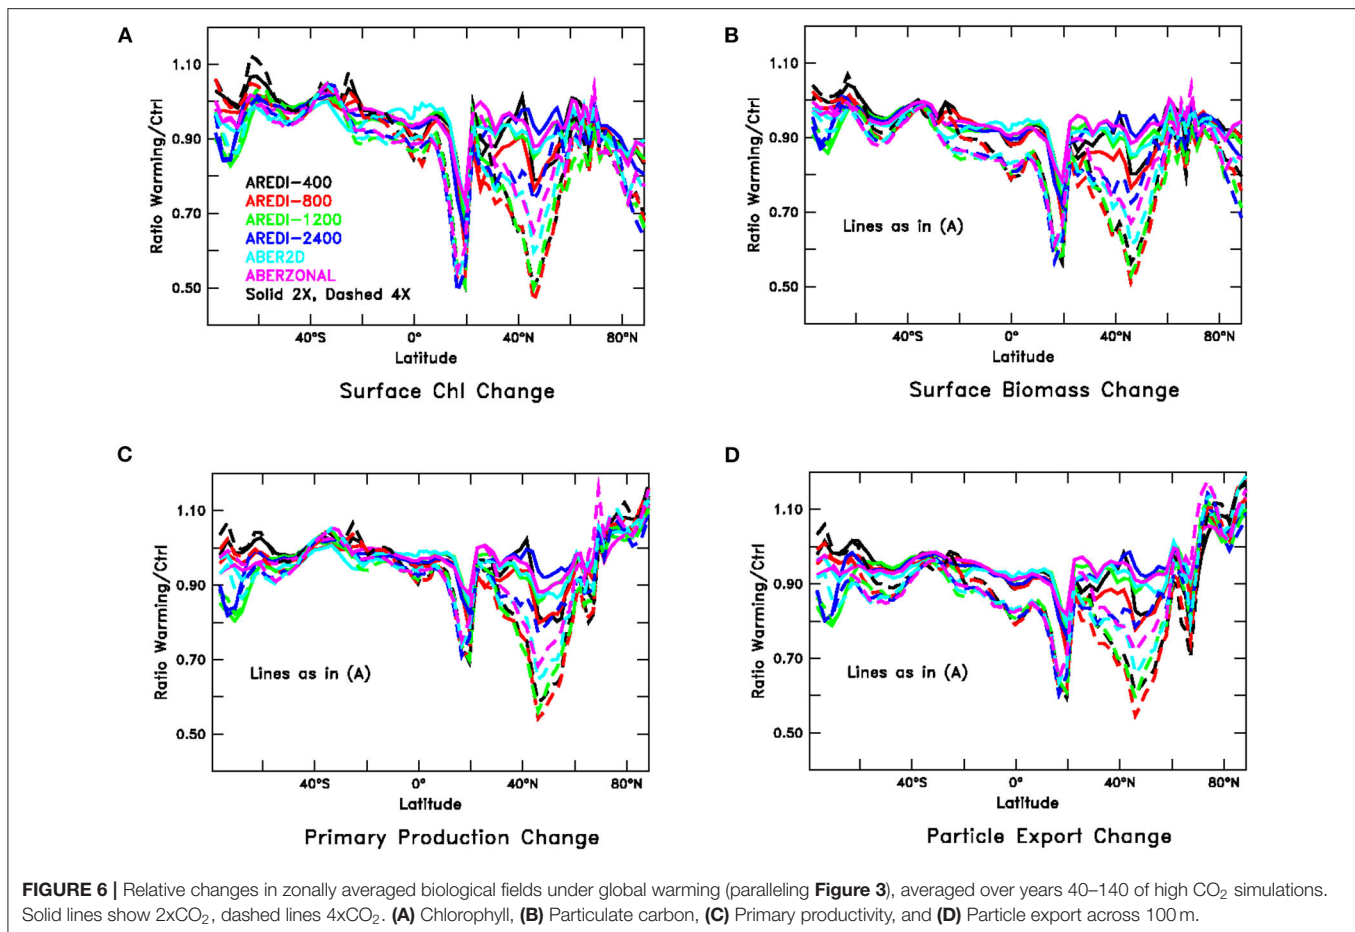 A
Ratio Warming/Ctrl
1.10
0.90
0.70
0.50
AREDI-400
AREDI-800
AREDI-1200
AREDI-2400
ABER2D
ABERZONAL
Solid 2X, Dashed 4X
40°S 0° 40°N 80°N
Latitude
Surface Chl Change
B
Ratio Warming/Ctrl
1.10
0.90
0.70
0.50
Lines as in (A)
40°S 0° 40°N 80°N
Latitude
Surface Biomass Change
C
Ratio Warming/Ctrl
1.10
0.90
0.70
0.50
Lines as in (A)
40°S 0° 40°N 80°N
Latitude
Primary Production Change
D
Ratio Warming/Ctrl
1.10
0.90
0.70
0.50
Lines as in (A)
40°S 0° 40°N 80°N
Latitude
Particle Export Change
FIGURE 6 | Relative changes in zonally averaged biological fields under global warming (paralleling Figure 3), averaged over years 40–140 of high CO₂ simulations.
Solid lines show 2xCO₂, dashed lines 4xCO₂. (A) Chlorophyll, (B) Particulate carbon, (C) Primary productivity, and (D) Particle export across 100 m.